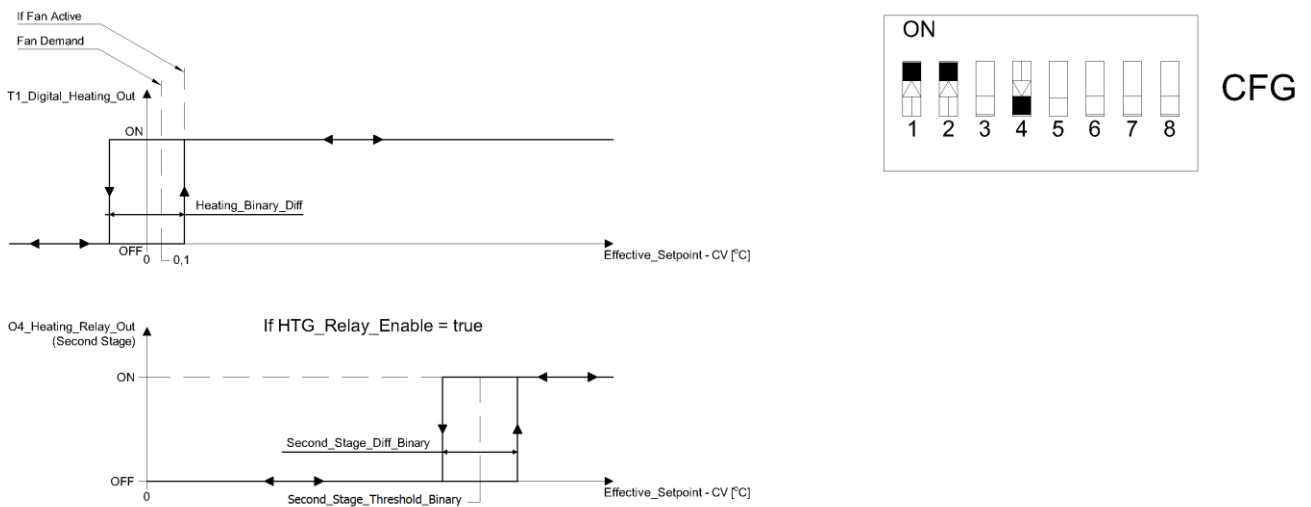 If Fan Active
Fan Demand
T1_Digital_Heating_Out
ON
Heating_Binary_Diff
OFF
0
0,1
Effective_Setpoint - CV [°C]
O4_Heating_Relay_Out
(Second Stage)
If HTG_Relay_Enable = true
ON
Second_Stage_Diff_Binary
OFF
0
Second_Stage_Threshold_Binary
Effective_Setpoint - CV [°C]
ON
1 2 3 4 5 6 7 8
CFG